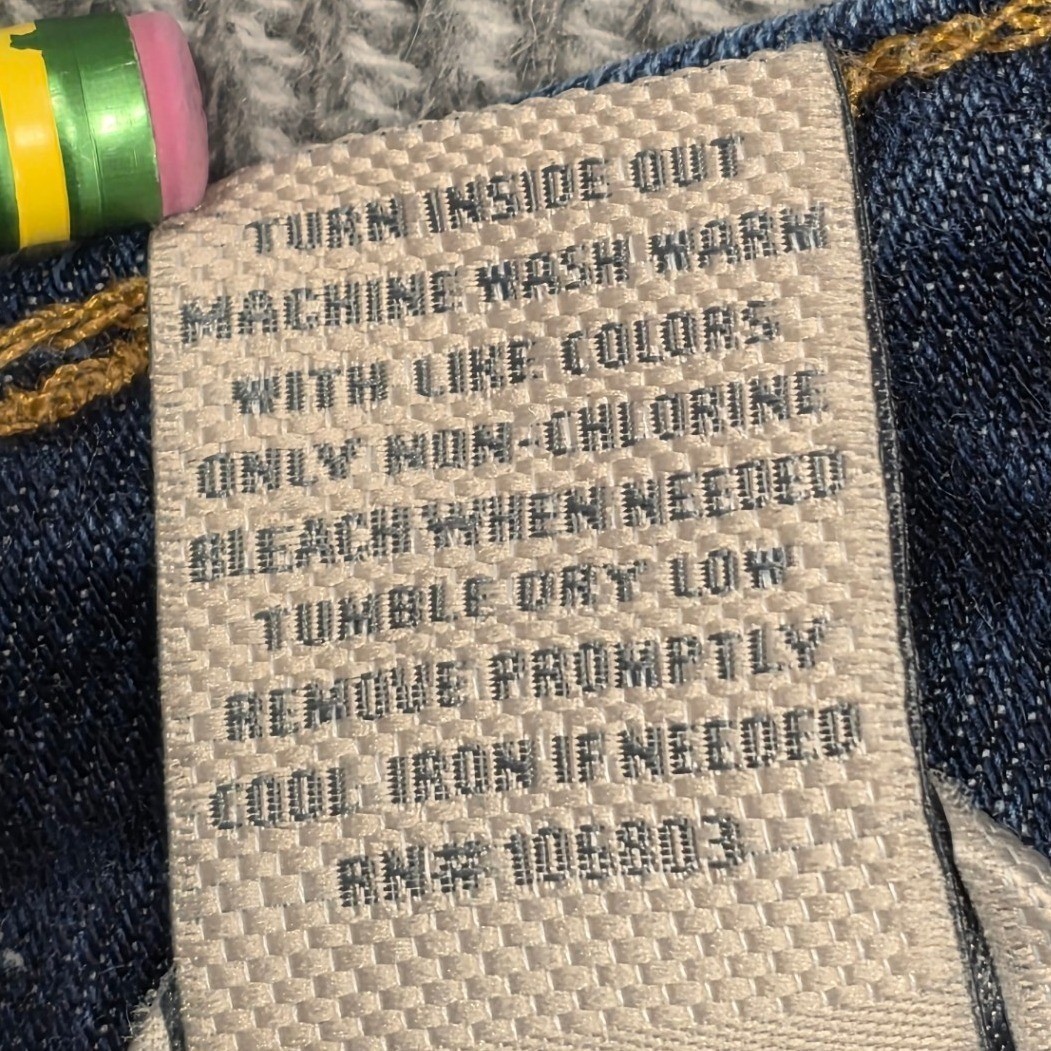 TURN INSIDE OUT
MACHINE WASH WARM
WITH LIKE COLORS
ONLY NON-CHLORINE
BLEACH WHEN NEEDED
TUMBLE DRY LOW
REMOVE PROMPTLY
COOL IRON IF NEEDED
RN# 106803